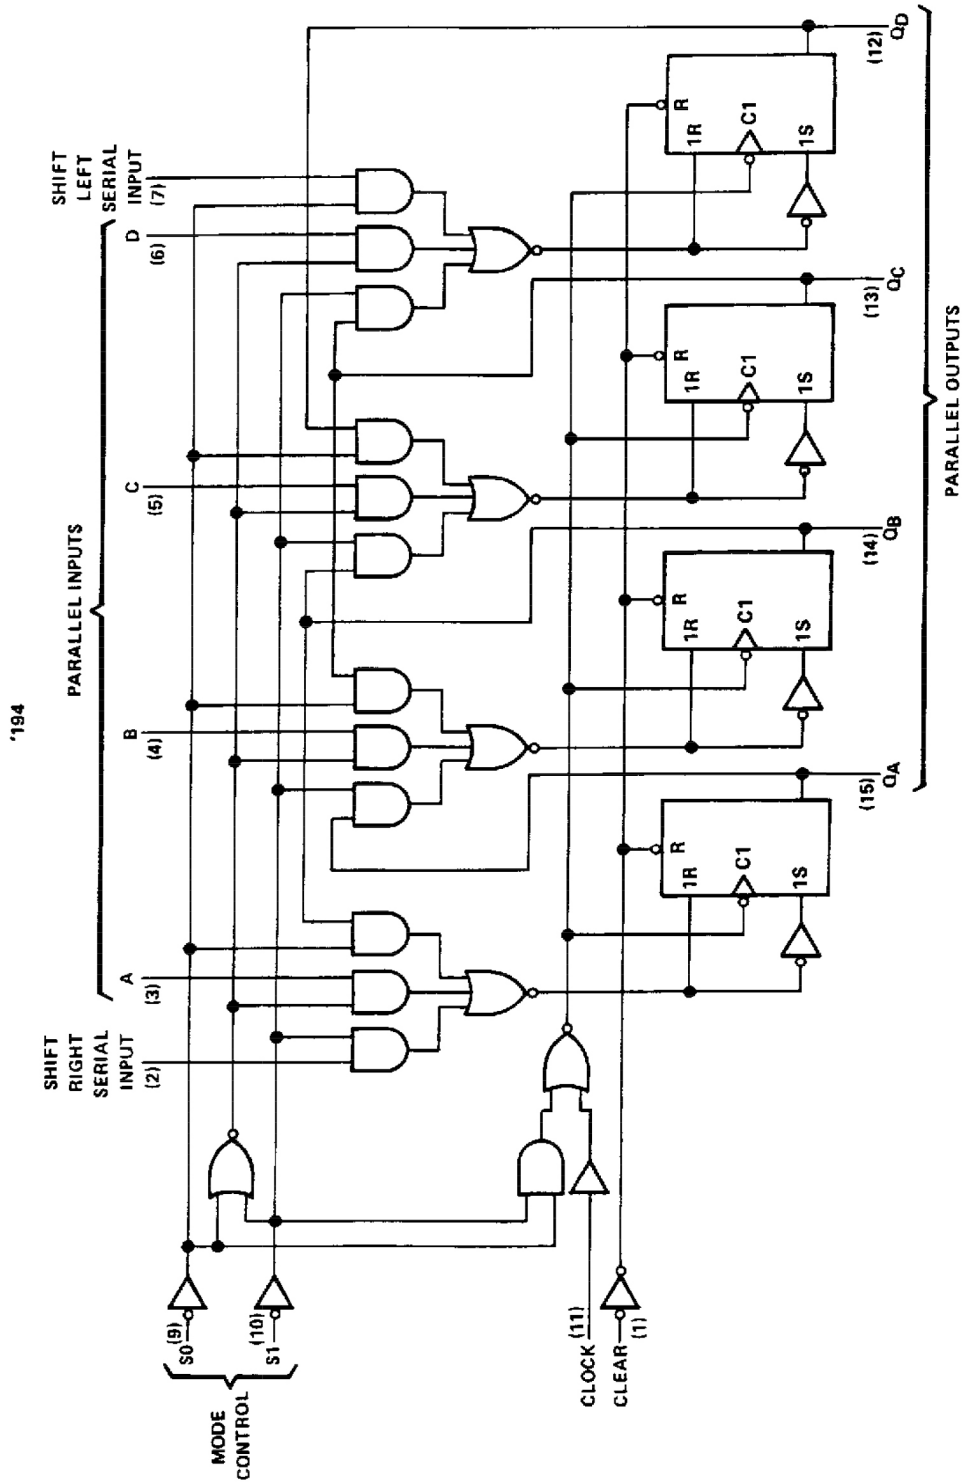 '194
PARALLEL INPUTS
SHIFT
RIGHT
SERIAL
INPUT
(2)
A
(3)
B
(4)
C
(5)
D
(6)
SHIFT
LEFT
SERIAL
INPUT
(7)
MODE
CONTROL
S0
(9)
S1
(10)
CLOCK
(11)
CLEAR
(1)
R
1R
C1
1S
R
1R
C1
1S
R
1R
C1
1S
R
1R
C1
1S
(15)
QA
(14)
QB
(13)
QC
(12)
QD
PARALLEL OUTPUTS